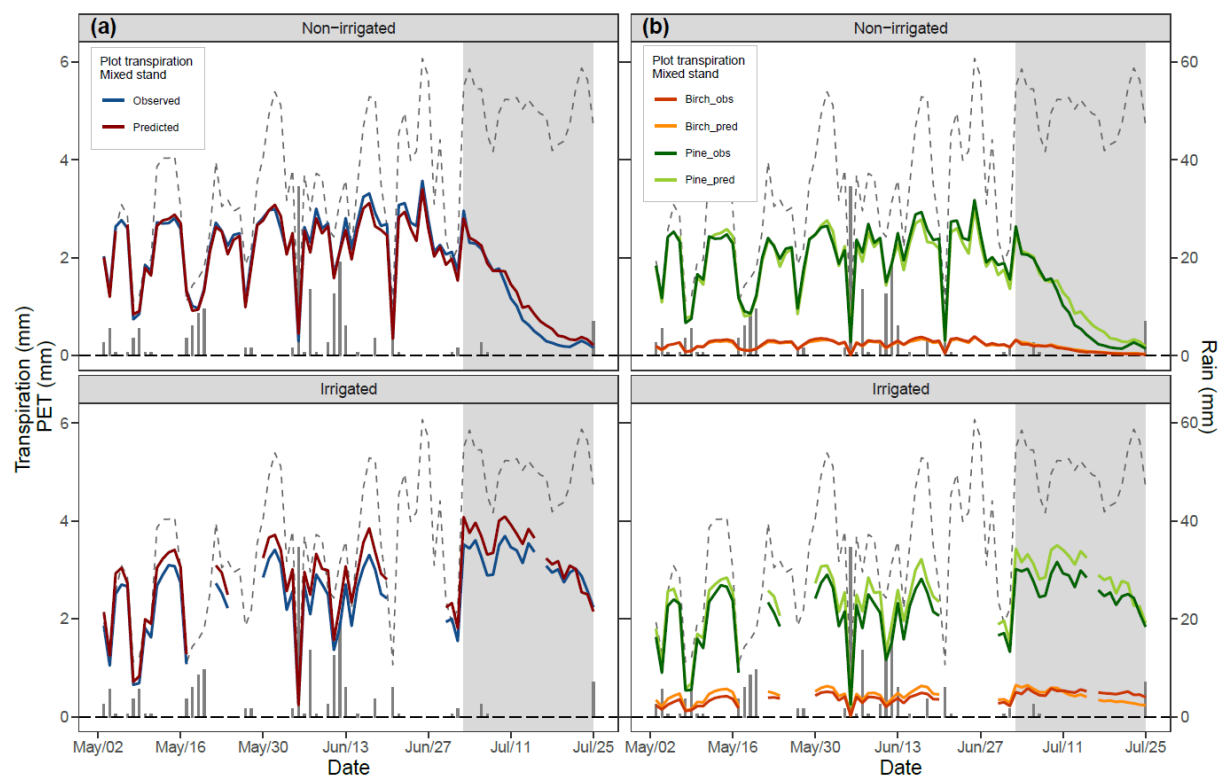 (a)
Non-irrigated
(b)
Non-irrigated
Plot transpiration
Mixed stand
Observed
Predicted
Plot transpiration
Mixed stand
Birch_obs
Birch_pred
Pine_obs
Pine_pred
6
4
2
0
60
40
20
0
Irrigated
Irrigated
Transpiration (mm)
PET (mm)
Rain (mm)
6
4
2
0
60
40
20
0
May/02 May/16 May/30 Jun/13 Jun/27 Jul/11 Jul/25
May/02 May/16 May/30 Jun/13 Jun/27 Jul/11 Jul/25
Date
Date